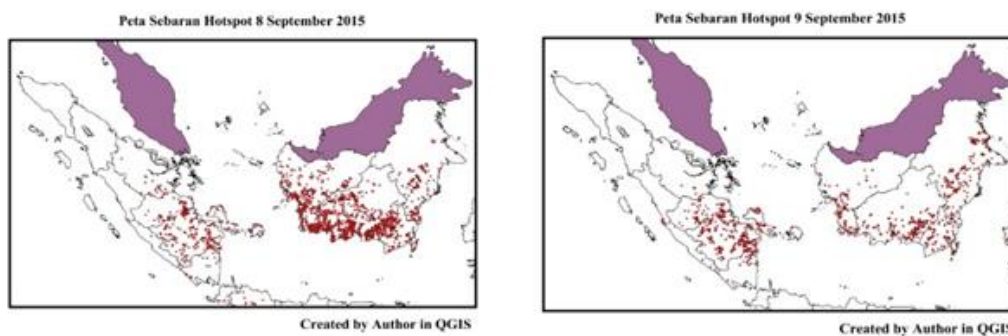 Peta Sebaran Hotspot 8 September 2015
Peta Sebaran Hotspot 9 September 2015
Created by Author in QGIS
Created by Author in QGIS